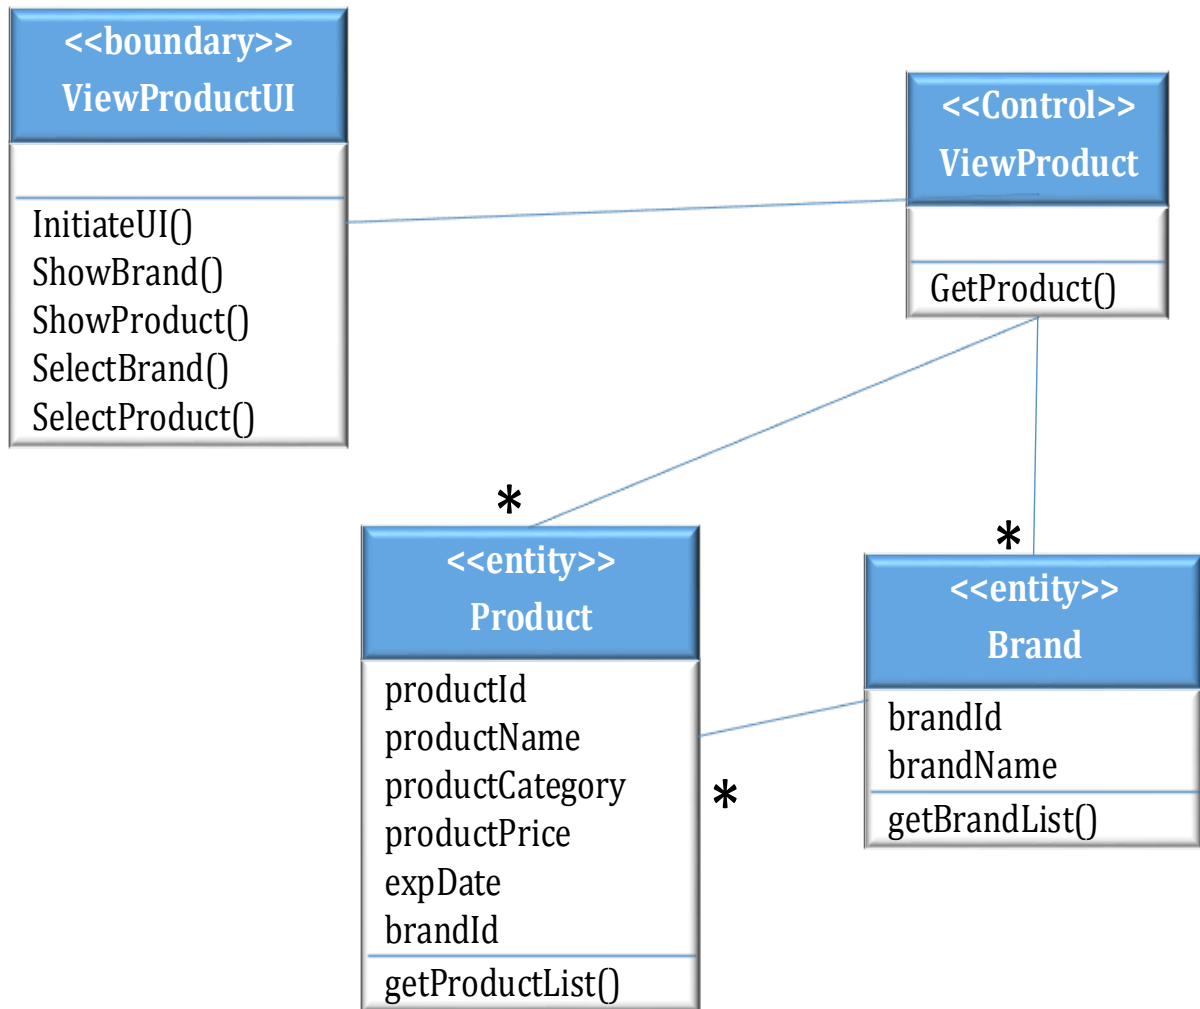 <<boundary>>
ViewProductUI
InitiateUI()
ShowBrand()
ShowProduct()
SelectBrand()
SelectProduct()
<<Control>>
ViewProduct
GetProduct()
*
<<entity>>
Product
productId
productName
productCategory
productPrice
expDate
brandId
getProductList()
*
*
<<entity>>
Brand
brandId
brandName
getBrandList()